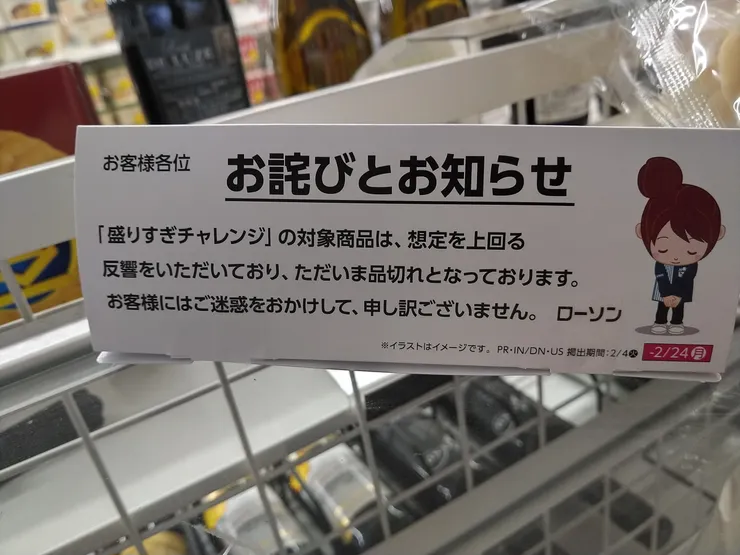 お客様各位
お詫びとお知らせ
「盛りすぎチャレンジ」の対象商品は、想定を上回る
反響をいただいており、ただいま品切れとなっております。
お客様にはご迷惑をおかけして、申し訳ございません。 ローソン
※イラストはイメージです。 PR・IN/DN・US 掲出期間：2/4㊋ -2/24㊊